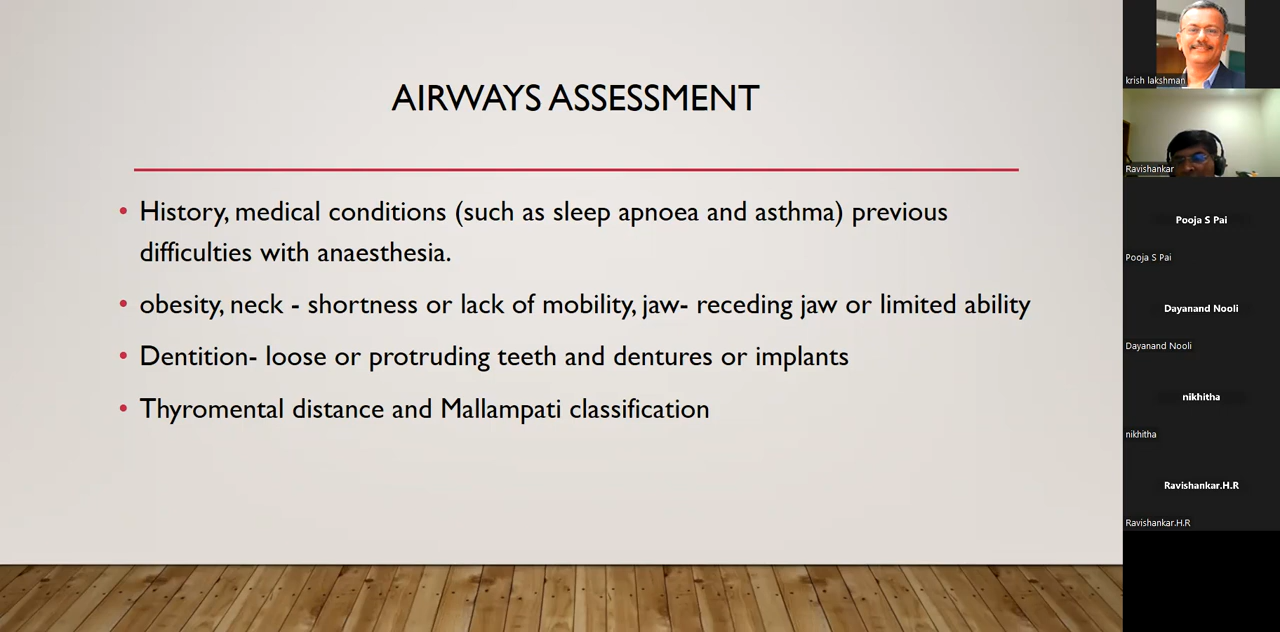 AIRWAYS ASSESSMENT
• History, medical conditions (such as sleep apnoea and asthma) previous
difficulties with anaesthesia.
• obesity, neck - shortness or lack of mobility, jaw- receding jaw or limited ability
• Dentition- loose or protruding teeth and dentures or implants
• Thyromental distance and Mallampati classification
krish lakshman
Ravishankar
Pooja S Pai
Pooja S Pai
Dayanand Nooli
Dayanand Nooli
nikhitha
nikhitha
Ravishankar.H.R
Ravishankar.H.R